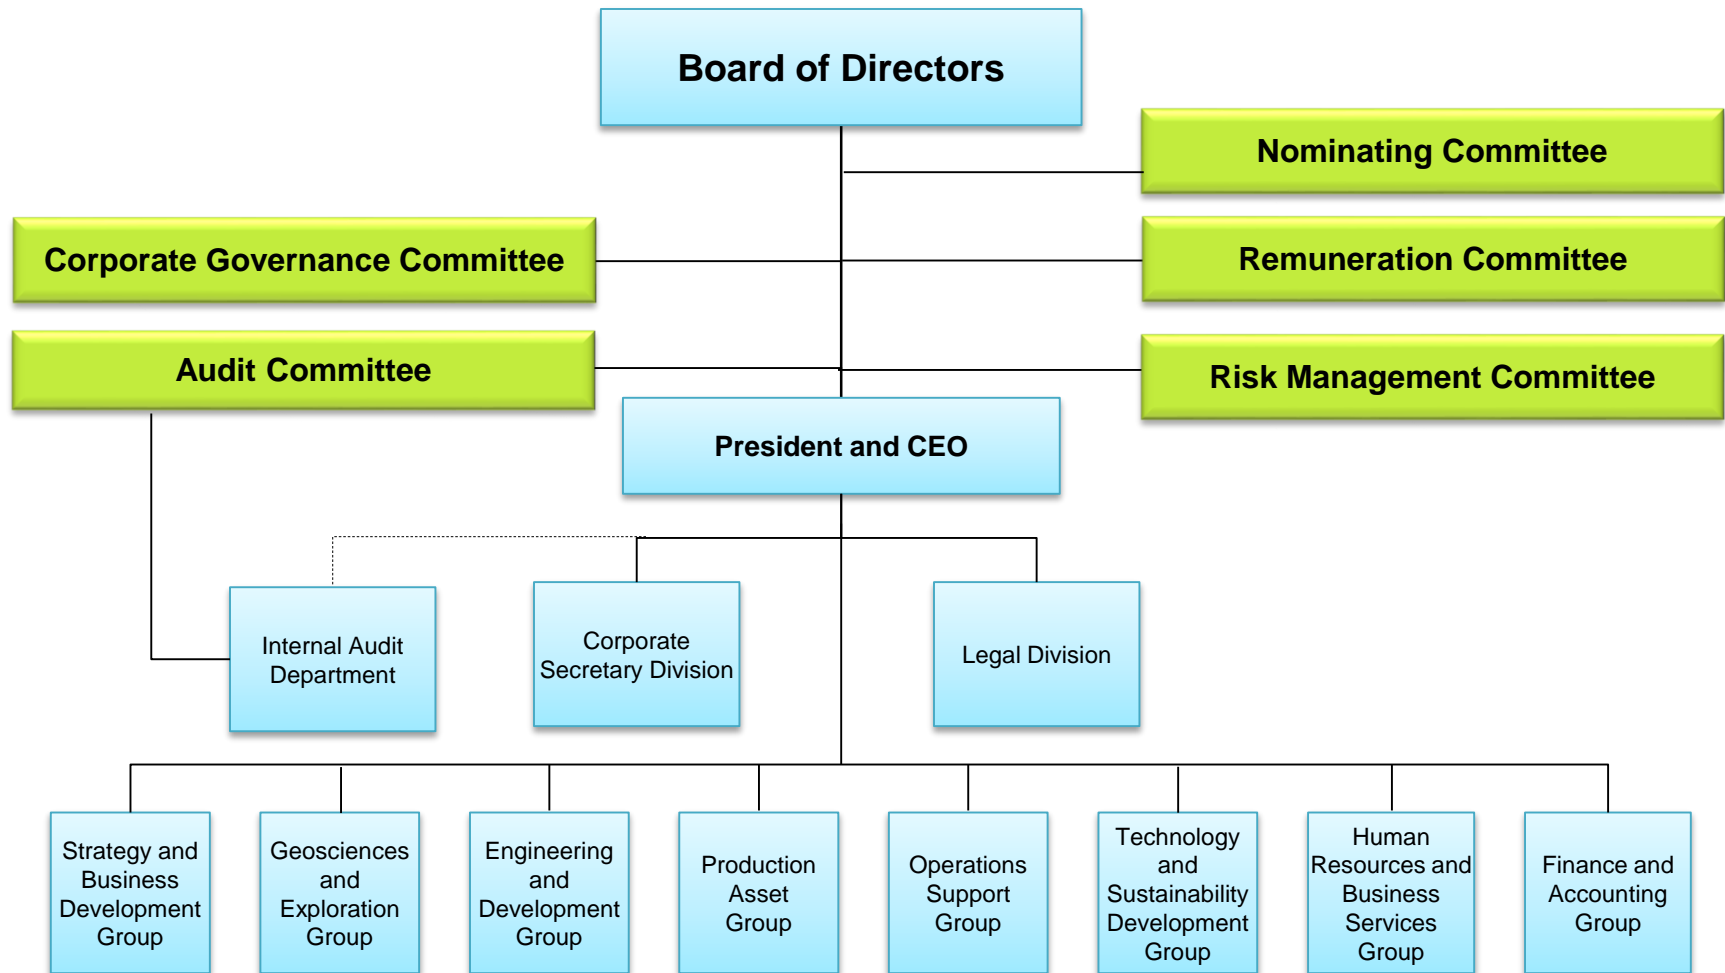 Board of Directors
Nominating Committee
Corporate Governance Committee
Remuneration Committee
Audit Committee
Risk Management Committee
President and CEO
Internal Audit
Department
Corporate
Secretary Division
Legal Division
Strategy and
Business
Development
Group
Geosciences
and
Exploration
Group
Engineering
and
Development
Group
Production
Asset
Group
Operations
Support
Group
Technology
and
Sustainability
Development
Group
Human
Resources and
Business
Services
Group
Finance and
Accounting
Group